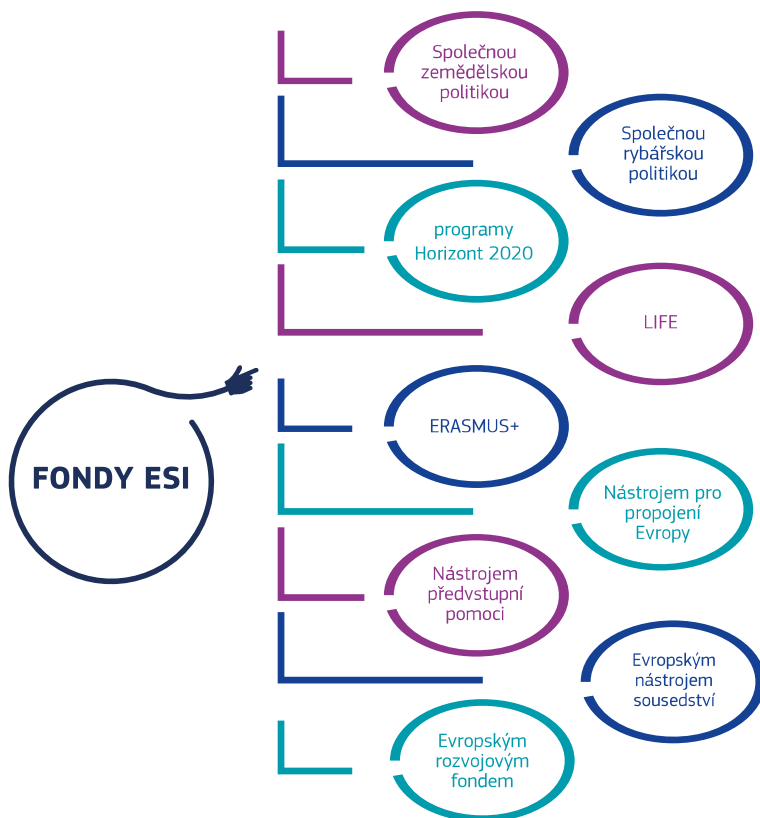 Společnou
zemědělskou
politikou
Společnou
rybářskou
politikou
programy
Horizont 2020
LIFE
FONDY ESI
ERASMUS+
Nástrojem pro
propojení
Evropy
Nástrojem
předvstupní
pomoci
Evropským
nástrojem
sousedství
Evropským
rozvojovým
fondem